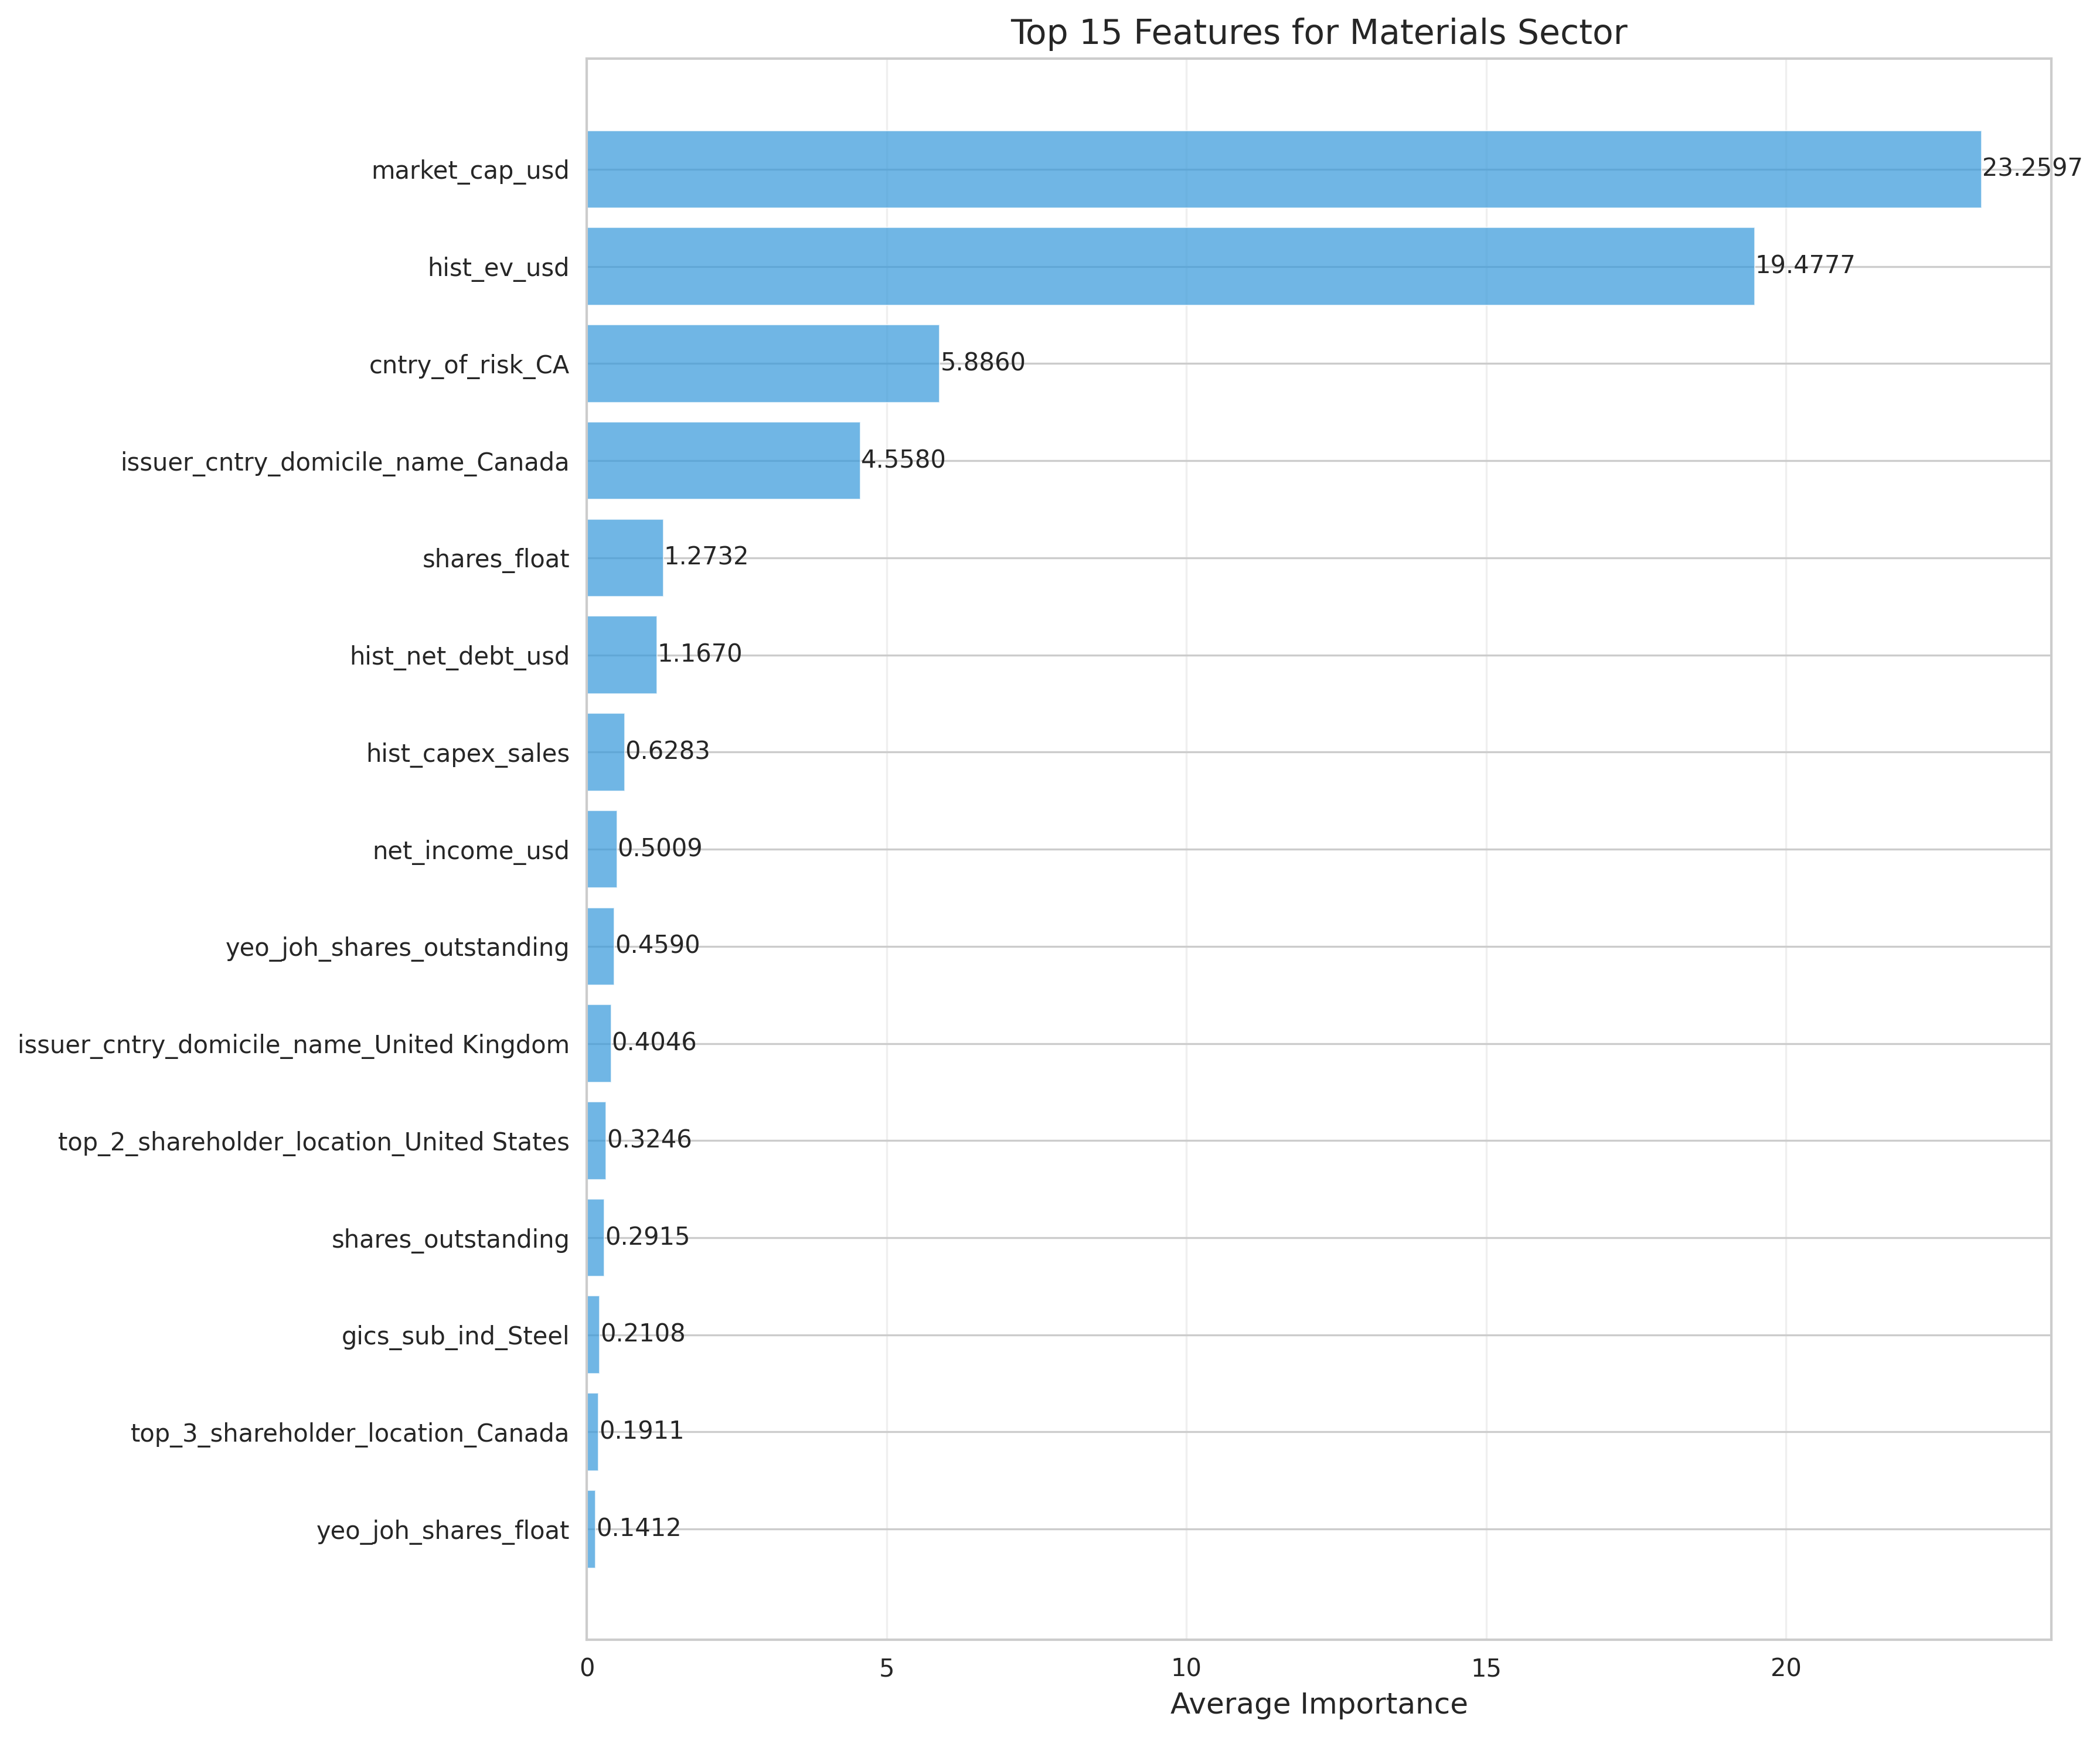 Top 15 Features for Materials Sector
market_cap_usd 23.2597
hist_ev_usd 19.4777
cntry_of_risk_CA 5.8860
issuer_cntry_domicile_name_Canada 4.5580
shares_float 1.2732
hist_net_debt_usd 1.1670
hist_capex_sales 0.6283
net_income_usd 0.5009
yeo_joh_shares_outstanding 0.4590
issuer_cntry_domicile_name_United Kingdom 0.4046
top_2_shareholder_location_United States 0.3246
shares_outstanding 0.2915
gics_sub_ind_Steel 0.2108
top_3_shareholder_location_Canada 0.1911
yeo_joh_shares_float 0.1412
0 5 10 15 20
Average Importance